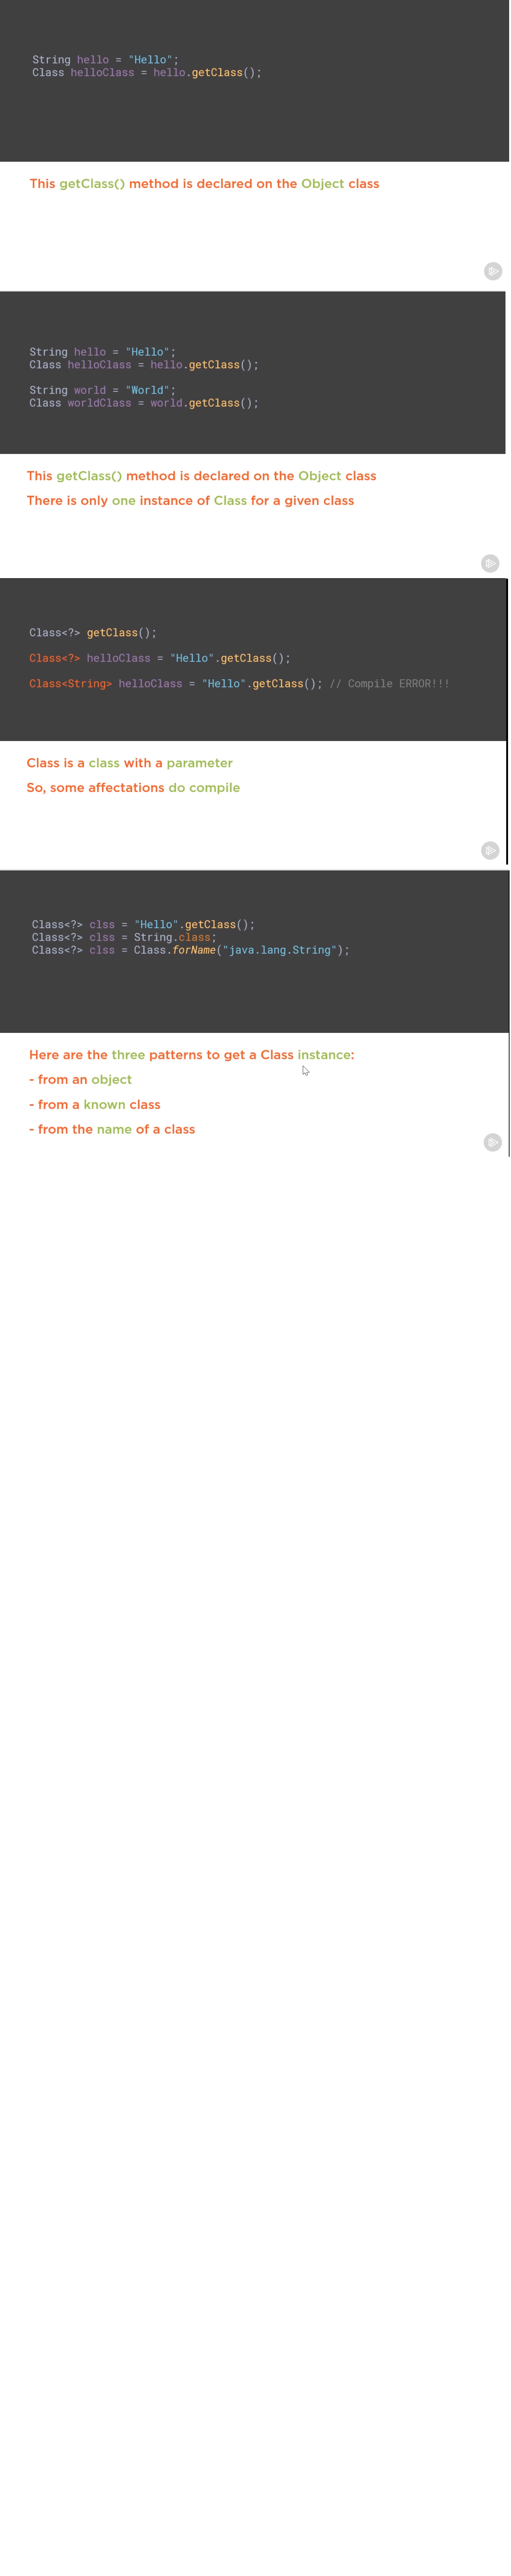 String hello = "Hello";
Class helloClass = hello.getClass();
This getClass() method is declared on the Object class
String hello = "Hello";
Class helloClass = hello.getClass();
String world = "World";
Class worldClass = world.getClass();
This getClass() method is declared on the Object class
There is only one instance of Class for a given class
Class<?> getClass();
Class<?> helloClass = "Hello".getClass();
Class<String> helloClass = "Hello".getClass(); // Compile ERROR!!!
Class is a class with a parameter
So, some affectations do compile
Class<?> clss = "Hello".getClass();
Class<?> clss = String.class;
Class<?> clss = Class.forName("java.lang.String");
Here are the three patterns to get a Class instance:
- from an object
- from a known class
- from the name of a class